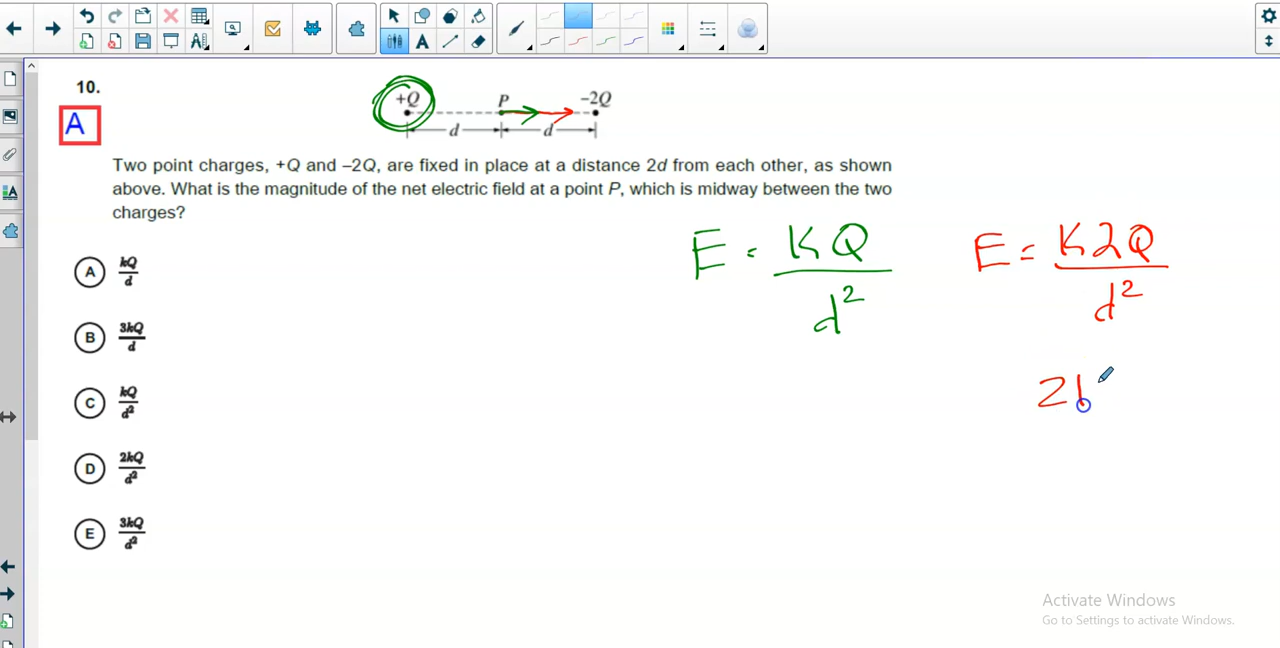 10.
A
+Q P –2Q
d d
Two point charges, +Q and –2Q, are fixed in place at a distance 2d from each other, as shown
above. What is the magnitude of the net electric field at a point P, which is midway between the two
charges?
A kQ/d
B 3kQ/d
C kQ/d²
D 2kQ/d²
E 3kQ/d²
E = KQ/d²
E = K2Q/d²
2
Activate Windows
Go to Settings to activate Windows.